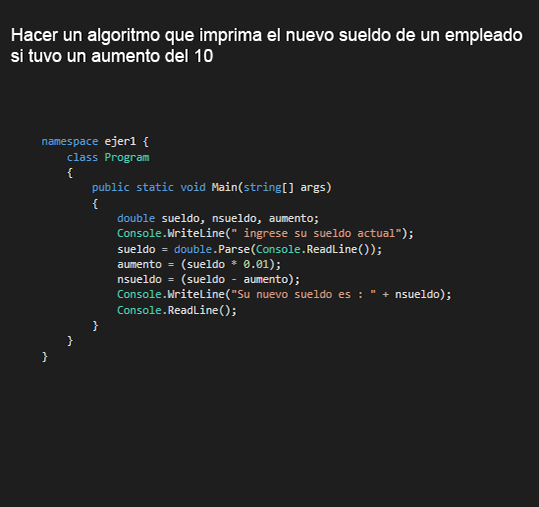 Hacer un algoritmo que imprima el nuevo sueldo de un empleado
si tuvo un aumento del 10
namespace ejer1 {
class Program
{
public static void Main(string[] args)
{
double sueldo, nsueldo, aumento;
Console.WriteLine(" ingrese su sueldo actual");
sueldo = double.Parse(Console.ReadLine());
aumento = (sueldo * 0.01);
nsueldo = (sueldo - aumento);
Console.WriteLine("Su nuevo sueldo es : " + nsueldo);
Console.ReadLine();
}
}
}